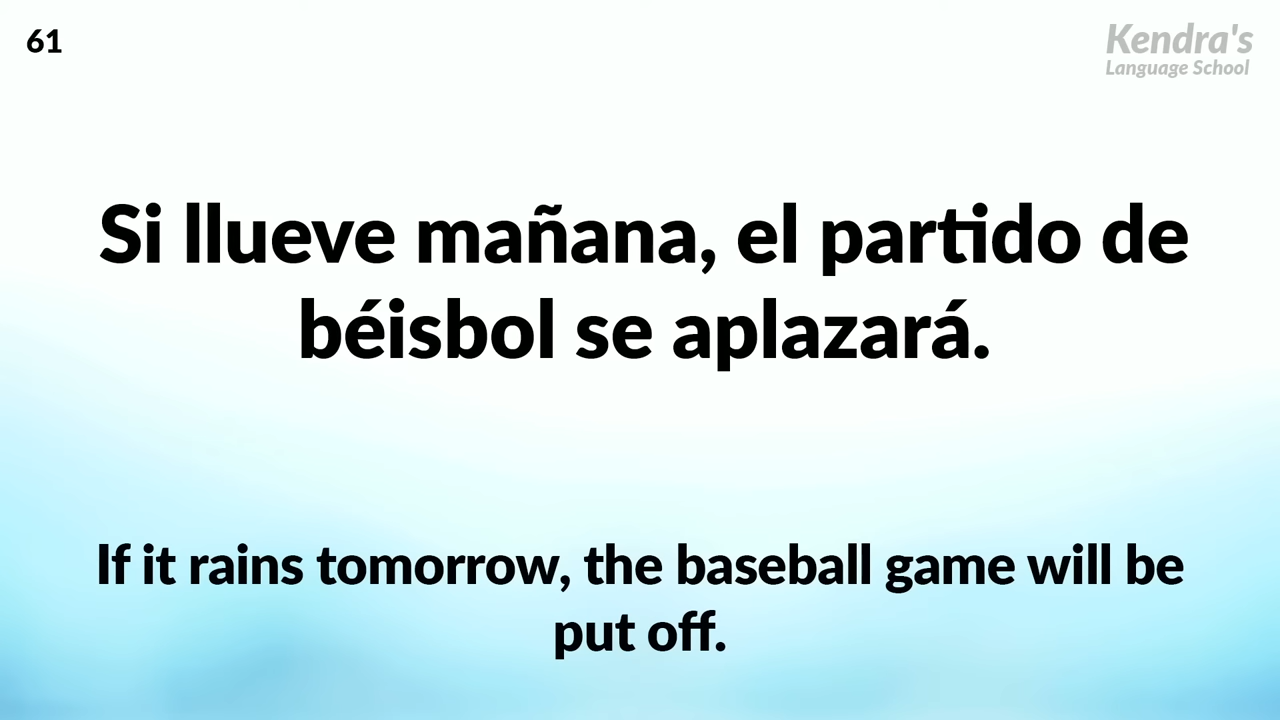 61
Kendra's
Language School
Si llueve mañana, el partido de
béisbol se aplazará.
If it rains tomorrow, the baseball game will be
put off.